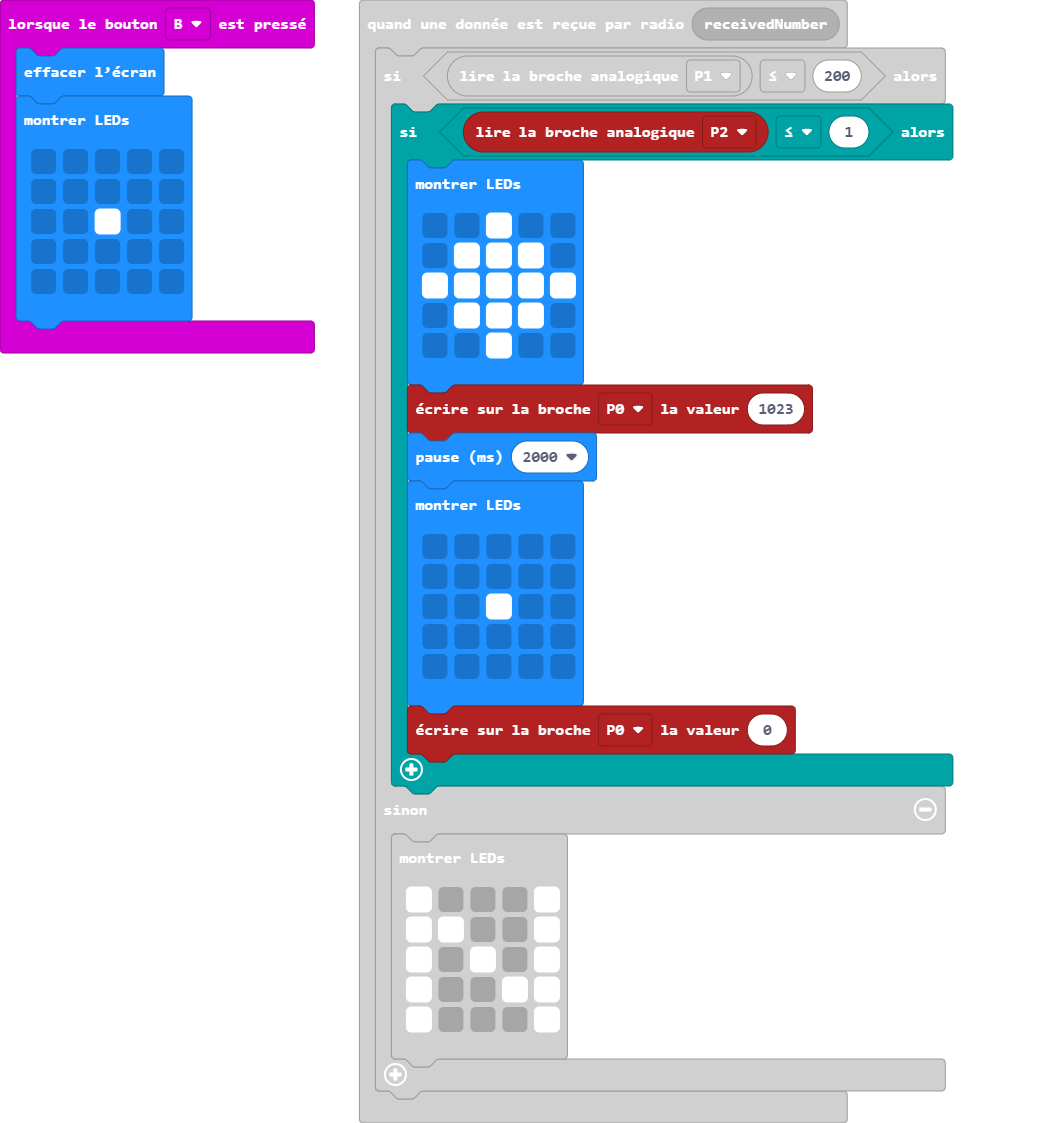 lorsque le bouton B est pressé
effacer l'écran
montrer LEDs
quand une donnée est reçue par radio receivedNumber
si lire la broche analogique P1 ≤ 200 alors
si lire la broche analogique P2 ≤ 1 alors
montrer LEDs
écrire sur la broche P0 la valeur 1023
pause (ms) 2000
montrer LEDs
écrire sur la broche P0 la valeur 0
sinon
montrer LEDs